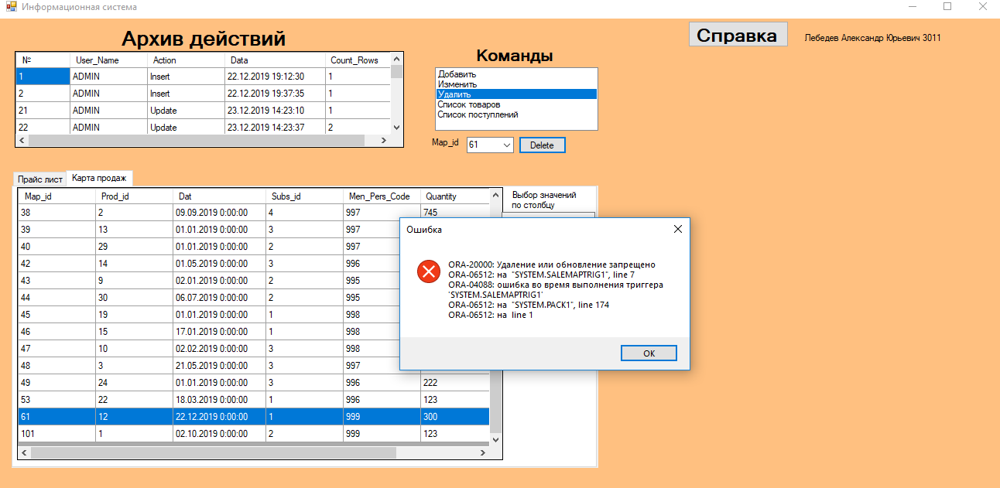 Информационная система
Архив действий
Справка
Лебедев Александр Юрьевич 3011
№ User_Name Action Data Count_Rows
1 ADMIN Insert 22.12.2019 19:12:30 1
2 ADMIN Insert 22.12.2019 19:37:35 1
21 ADMIN Update 23.12.2019 14:23:10 1
22 ADMIN Update 23.12.2019 14:23:37 2
Команды
Добавить
Изменить
Удалить
Список товаров
Список поступлений
Map_id 61 Delete
Прайс лист Карта продаж
Map_id Prod_id Dat Subs_id Men_Pers_Code Quantity
38 2 09.09.2019 0:00:00 4 997 745
39 13 01.01.2019 0:00:00 3 997
40 29 01.01.2019 0:00:00 2 997
42 14 01.05.2019 0:00:00 3 996
43 9 02.01.2019 0:00:00 2 995
44 30 06.07.2019 0:00:00 2 995
45 19 01.01.2019 0:00:00 1 998
46 15 17.01.2019 0:00:00 1 998
47 10 02.02.2019 0:00:00 3 998
48 3 21.05.2019 0:00:00 3 997
49 24 01.01.2019 0:00:00 3 996 222
53 22 18.03.2019 0:00:00 1 996 123
61 12 22.12.2019 0:00:00 1 999 300
101 1 02.10.2019 0:00:00 2 999 123
Выбор значений
по столбцу
Ошибка
ORA-20000: Удаление или обновление запрещено
ORA-06512: на "SYSTEM.SALEMAPTRIG1", line 7
ORA-04088: ошибка во время выполнения триггера
'SYSTEM.SALEMAPTRIG1'
ORA-06512: на "SYSTEM.PACK1", line 174
ORA-06512: на line 1
ОК